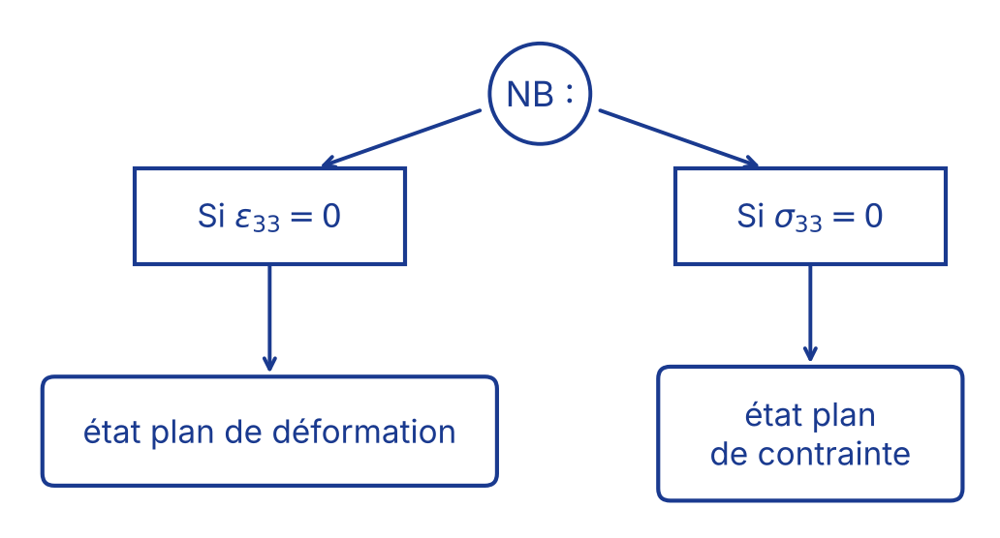 NB :
Si ε₃₃ = 0
Si σ₃₃ = 0
état plan de déformation
état plan
de contrainte